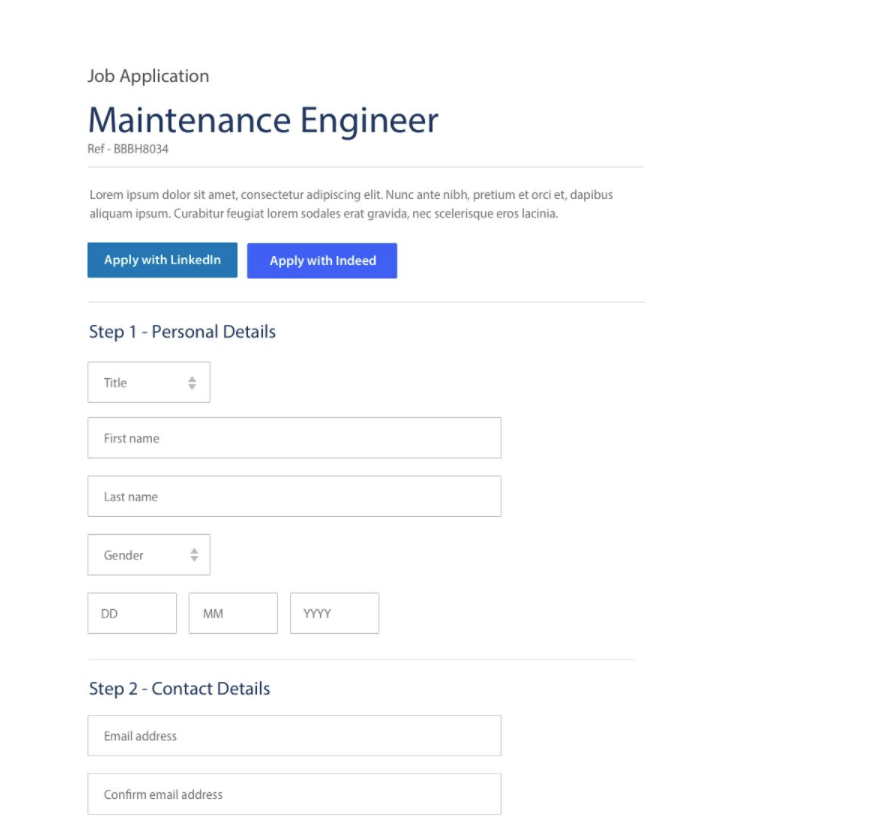 Job Application
Maintenance Engineer
Ref - BBBH8034
Lorem ipsum dolor sit amet, consectetur adipiscing elit. Nunc ante nibh, pretium et orci et, dapibus
aliquam ipsum. Curabitur feugiat lorem sodales erat gravida, nec scelerisque eros lacinia.
Apply with LinkedIn Apply with Indeed
Step 1 - Personal Details
Title
First name
Last name
Gender
DD MM YYYY
Step 2 - Contact Details
Email address
Confirm email address